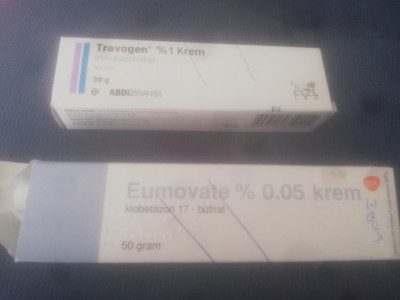 Travogen® %1 Krem
30 g
ABDİ İBRAHİM
Eumovate % 0.05 krem
klobetazon 17 - bütirat
50 gram